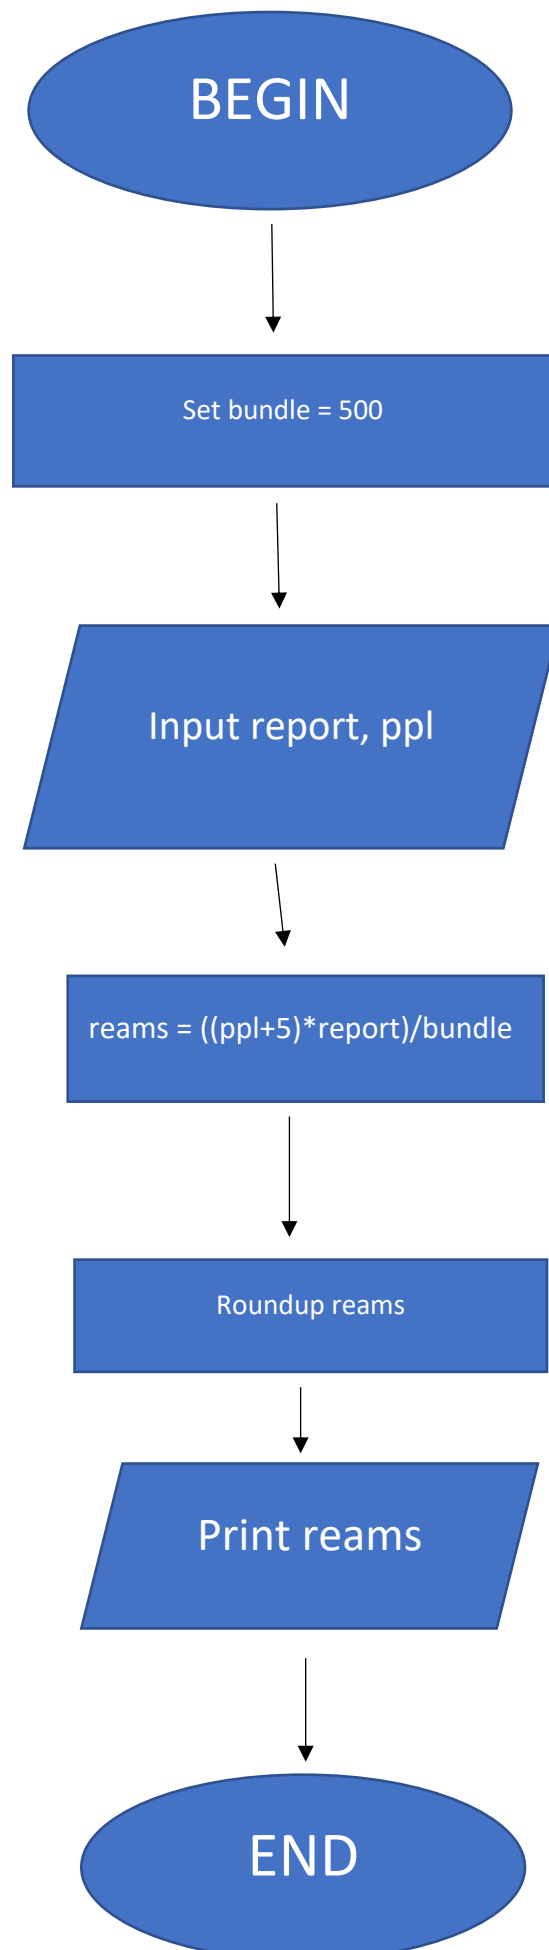 BEGIN
Set bundle = 500
Input report, ppl
reams = ((ppl+5)*report)/bundle
Roundup reams
Print reams
END